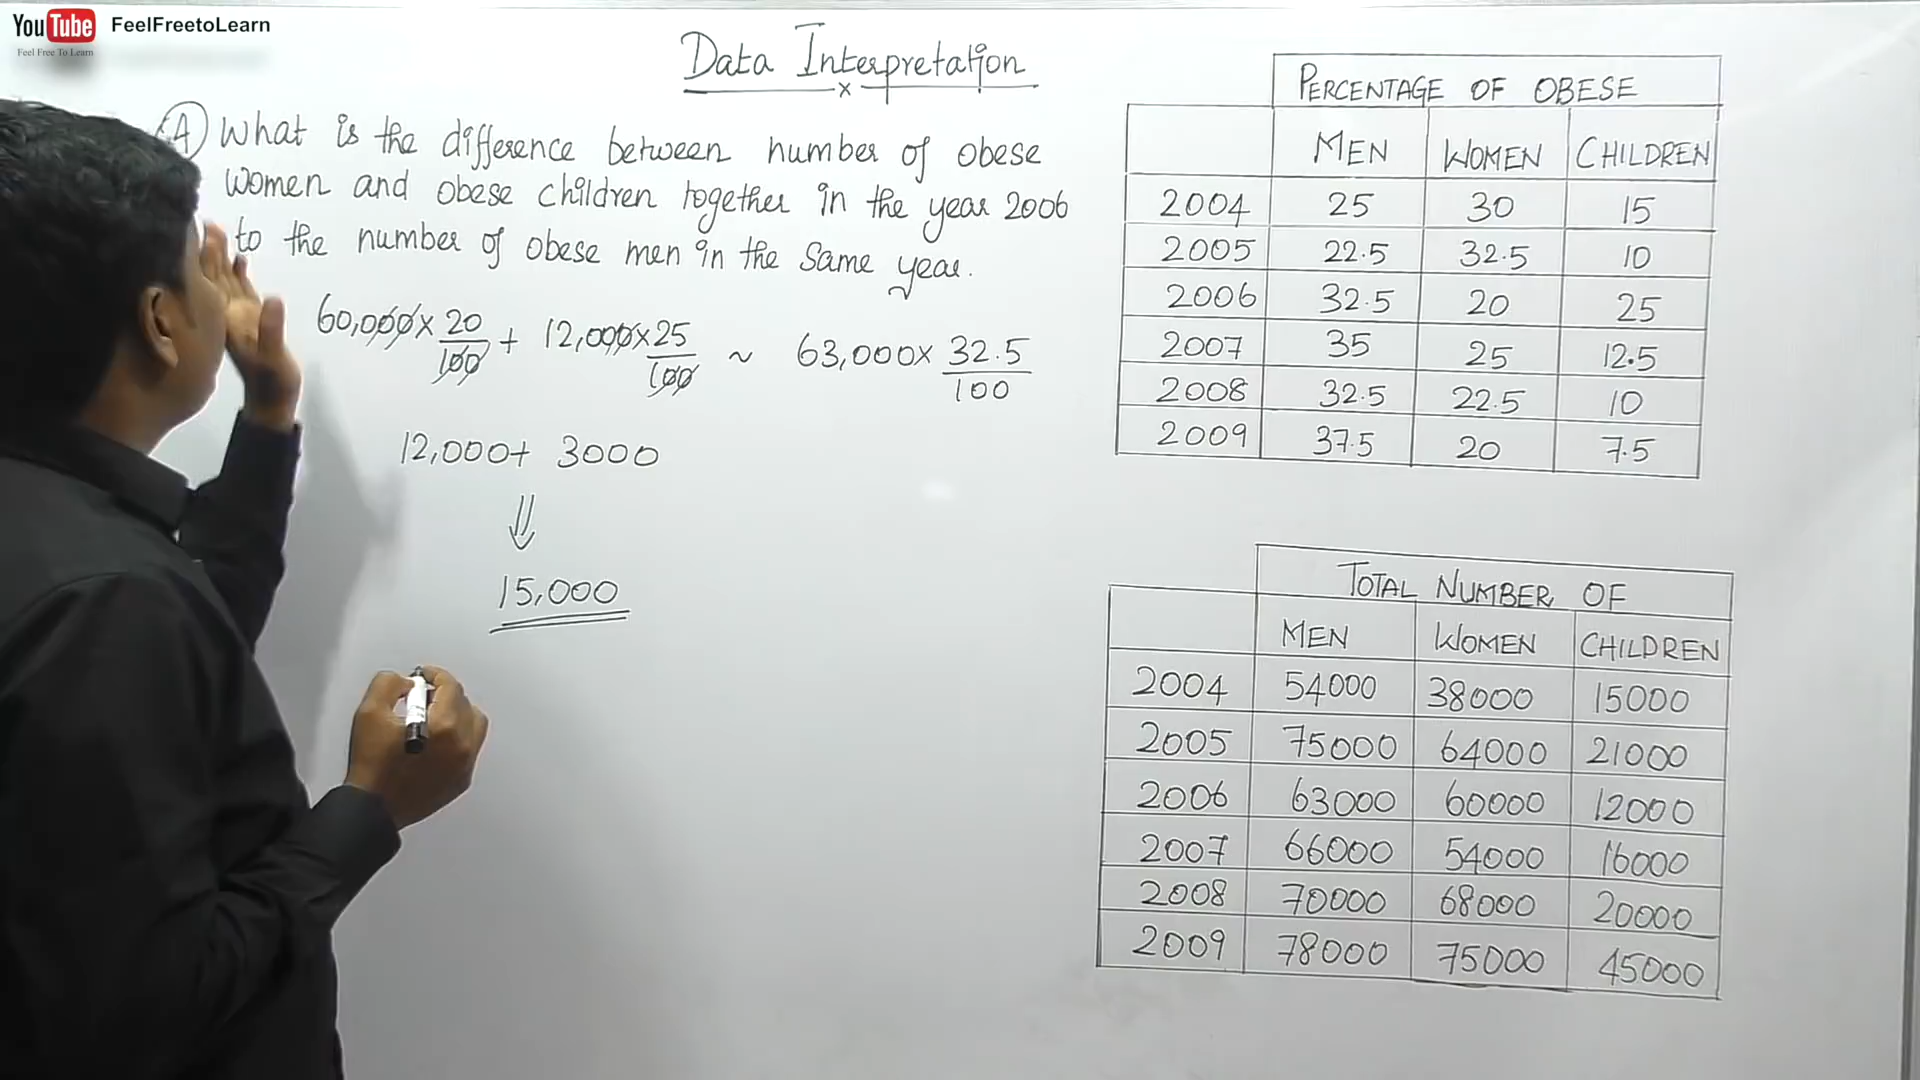 YouTube FeelFreetoLearn
Feel Free To Learn
Data Interpretation
A) What is the difference between number of obese
women and obese children together in the year 2006
to the number of obese men in the same year.
60,000 x 20/100 + 12,000 x 25/100 ~ 63,000 x 32.5/100
12,000 + 3000
⇓
15,000
PERCENTAGE OF OBESE
MEN WOMEN CHILDREN
2004 25 30 15
2005 22.5 32.5 10
2006 32.5 20 25
2007 35 25 12.5
2008 32.5 22.5 10
2009 37.5 20 7.5
TOTAL NUMBER OF
MEN WOMEN CHILDREN
2004 54000 38000 15000
2005 75000 64000 21000
2006 63000 60000 12000
2007 66000 54000 16000
2008 70000 68000 20000
2009 78000 75000 45000